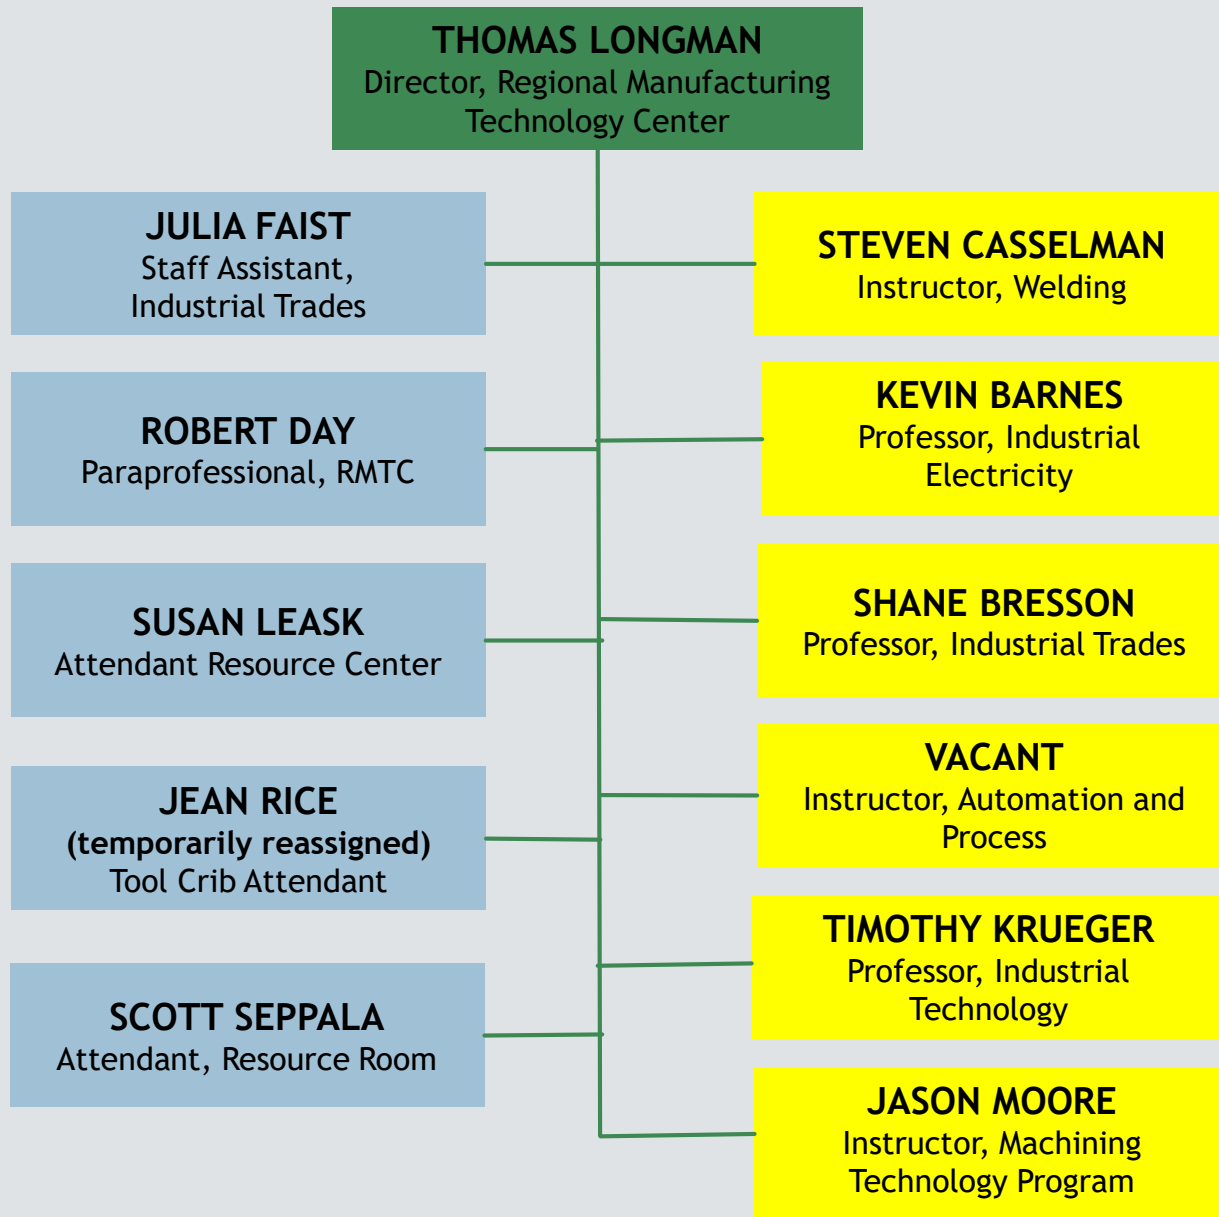 THOMAS LONGMAN
Director, Regional Manufacturing
Technology Center
JULIA FAIST
Staff Assistant,
Industrial Trades
STEVEN CASSELMAN
Instructor, Welding
ROBERT DAY
Paraprofessional, RMTC
KEVIN BARNES
Professor, Industrial
Electricity
SUSAN LEASK
Attendant Resource Center
SHANE BRESSON
Professor, Industrial Trades
JEAN RICE
(temporarily reassigned)
Tool Crib Attendant
VACANT
Instructor, Automation and
Process
SCOTT SEPPALA
Attendant, Resource Room
TIMOTHY KRUEGER
Professor, Industrial
Technology
JASON MOORE
Instructor, Machining
Technology Program